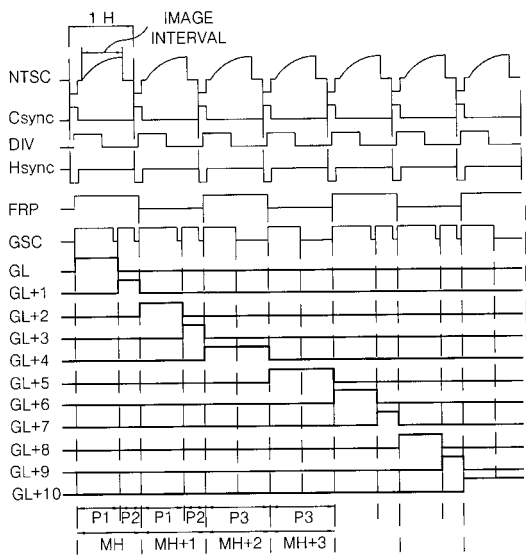 1 H
IMAGE
INTERVAL
NTSC
Csync
DIV
Hsync
FRP
GSC
GL
GL+1
GL+2
GL+3
GL+4
GL+5
GL+6
GL+7
GL+8
GL+9
GL+10
P1 P2 P1 P2 P3 P3
MH MH+1 MH+2 MH+3